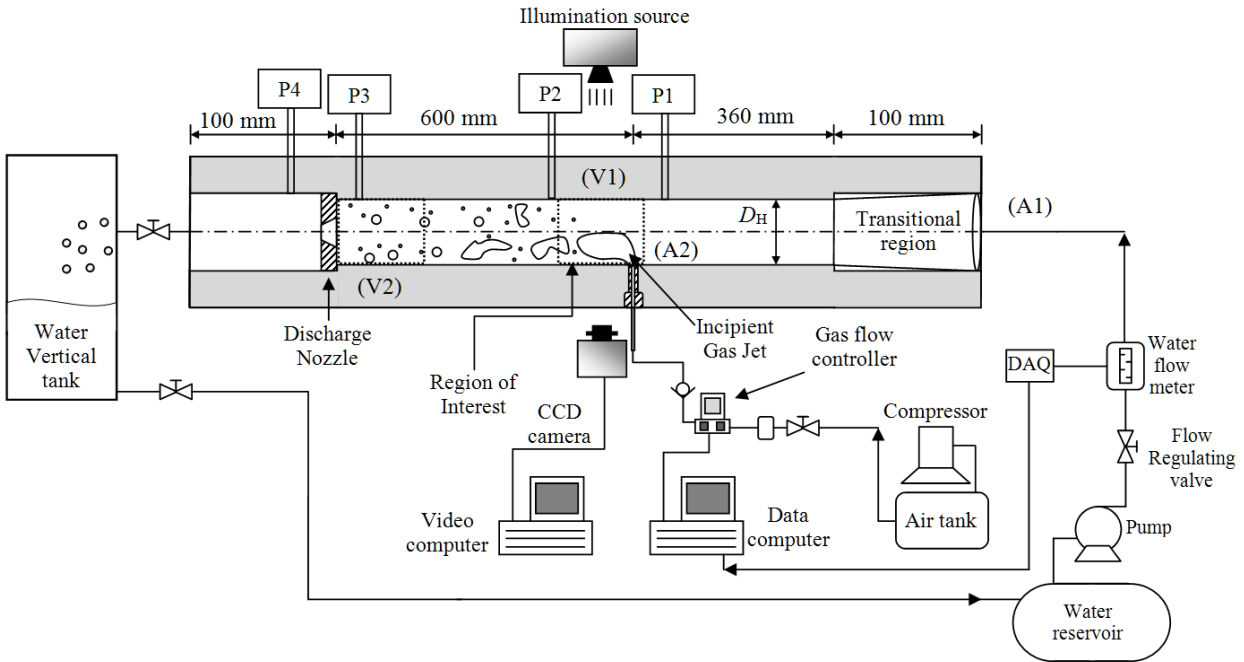 Illumination source
P4
P3
P2
P1
100 mm
600 mm
360 mm
100 mm
(V1)
DH
Transitional
region
(A1)
(A2)
(V2)
Water
Vertical
tank
Discharge
Nozzle
Region of
Interest
Incipient
Gas Jet
Gas flow
controller
DAQ
Water
flow
meter
CCD
camera
Compressor
Flow
Regulating
valve
Video
computer
Data
computer
Air tank
Pump
Water
reservoir